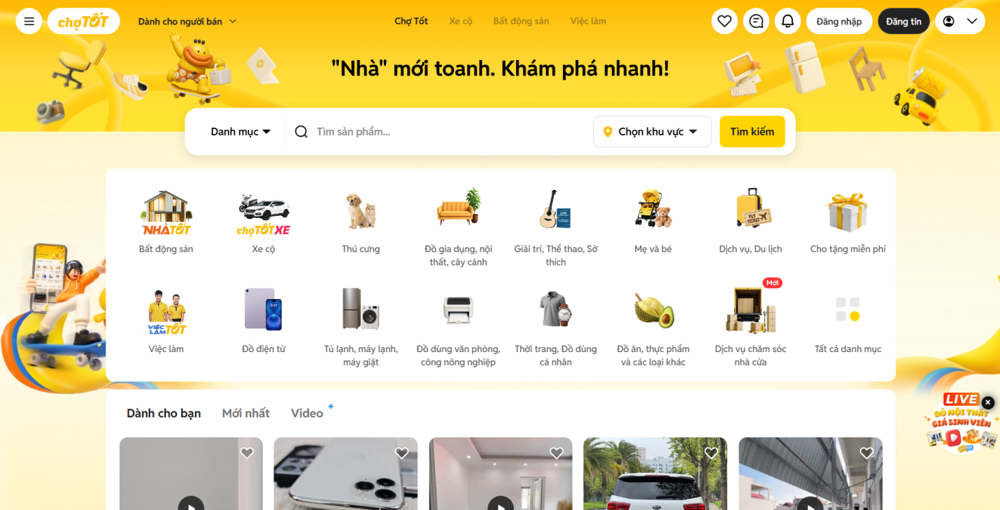 chợTỐT
Dành cho người bán
Chợ Tốt
Xe cộ
Bất động sản
Việc làm
Đăng nhập
Đăng tin
"Nhà" mới toanh. Khám phá nhanh!
Danh mục
Tìm sản phẩm...
Chọn khu vực
Tìm kiếm
NHÀTỐT
Bất động sản
chợTỐTXE
Xe cộ
Thú cưng
Đồ gia dụng, nội
thất, cây cảnh
Giải trí, Thể thao, Sở
thích
Mẹ và bé
FLY
TICKET
Dịch vụ, Du lịch
Cho tặng miễn phí
VIỆC
LÀM TỐT
Việc làm
9:41
Đồ điện tử
Tủ lạnh, máy lạnh,
máy giặt
Đồ dùng văn phòng,
công nông nghiệp
Thời trang, Đồ dùng
cá nhân
Đồ ăn, thực phẩm
và các loại khác
Mới
Dịch vụ chăm sóc
nhà cửa
Tất cả danh mục
Dành cho bạn
Mới nhất
Video
LIVE
ĐỦ NỘI THẤT
GIÁ SINH VIÊN
KIA